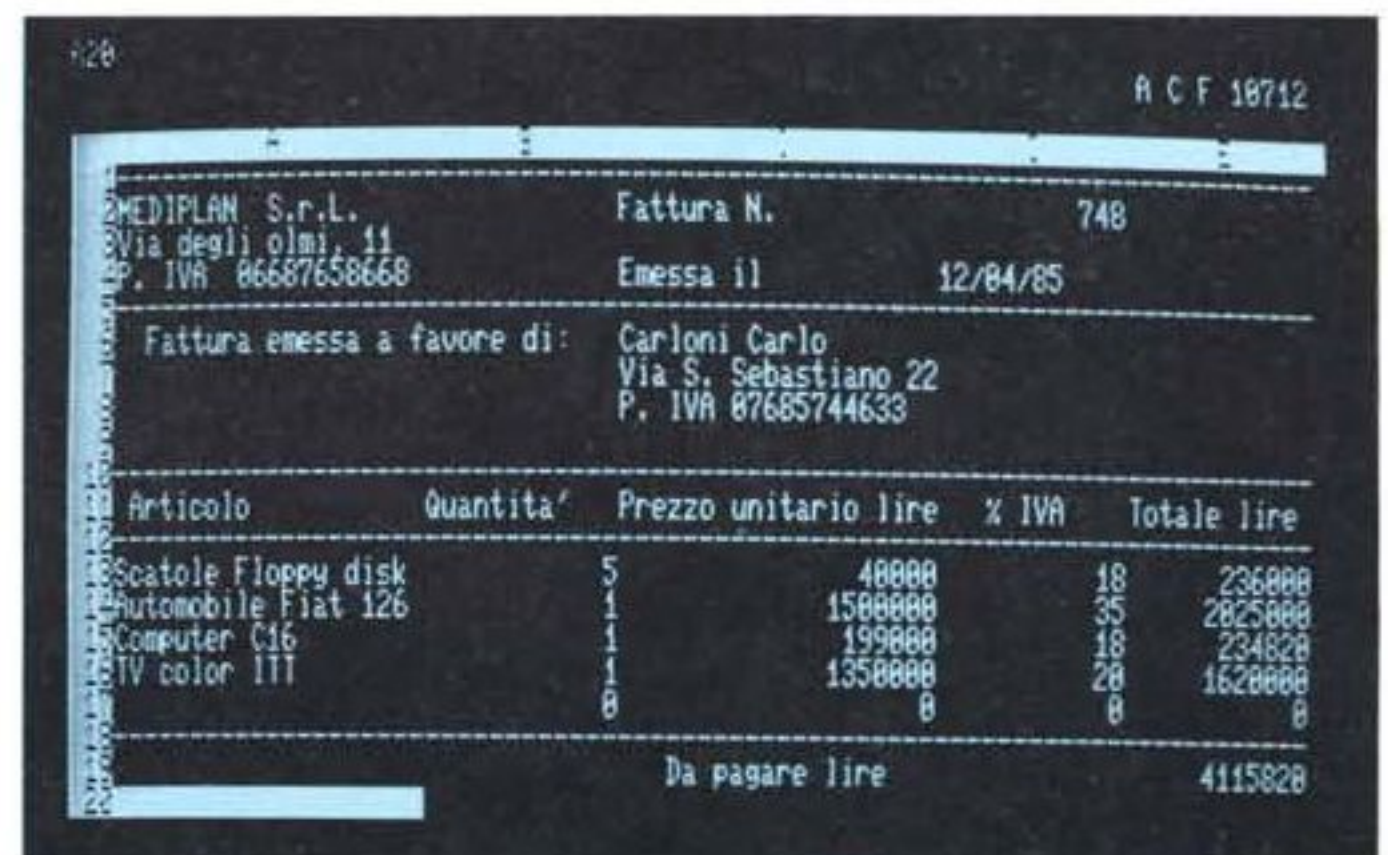 A20
A C F 10712
MEDIPLAN S.r.L. Fattura N. 748
Via degli olmi, 11
P. IVA 06687658668 Emessa il 12/04/85
Fattura emessa a favore di: Carloni Carlo
Via S. Sebastiano 22
P. IVA 07685744633
Articolo Quantita' Prezzo unitario lire % IVA Totale lire
Scatole Floppy disk 5 40000 18 236000
Automobile Fiat 126 1 1500000 35 2025000
Computer C16 1 199000 18 234820
TV color ITT 1 1350000 20 1620000
0 0 0 0
Da pagare lire 4115820
22